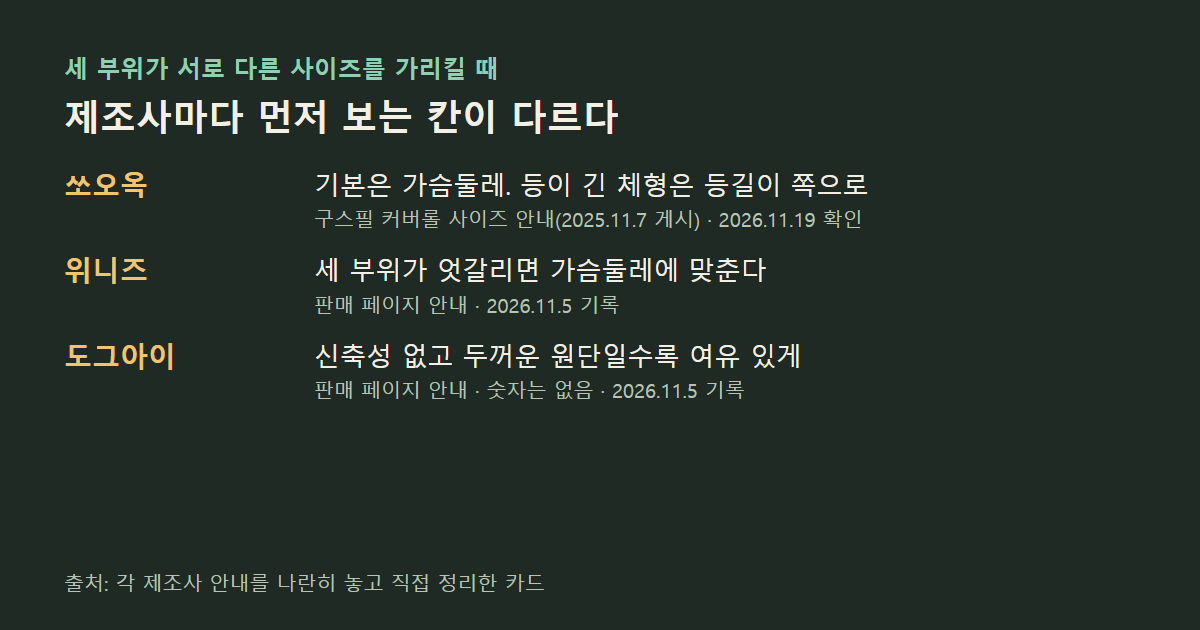 세 부위가 서로 다른 사이즈를 가리킬 때
제조사마다 먼저 보는 칸이 다르다
쏘오옥
기본은 가슴둘레. 등이 긴 체형은 등길이 쪽으로
구스필 커버롤 사이즈 안내(2025.11.7 게시) · 2026.11.19 확인
위니즈
세 부위가 엇갈리면 가슴둘레에 맞춘다
판매 페이지 안내 · 2026.11.5 기록
도그아이
신축성 없고 두꺼운 원단일수록 여유 있게
판매 페이지 안내 · 숫자는 없음 · 2026.11.5 기록
출처: 각 제조사 안내를 나란히 놓고 직접 정리한 카드